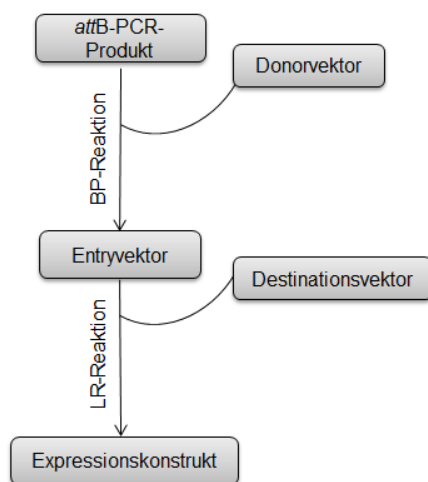 attB-PCR-
Produkt
Donorvektor
BP-Reaktion
Entryvektor
Destinationsvektor
LR-Reaktion
Expressionskonstrukt